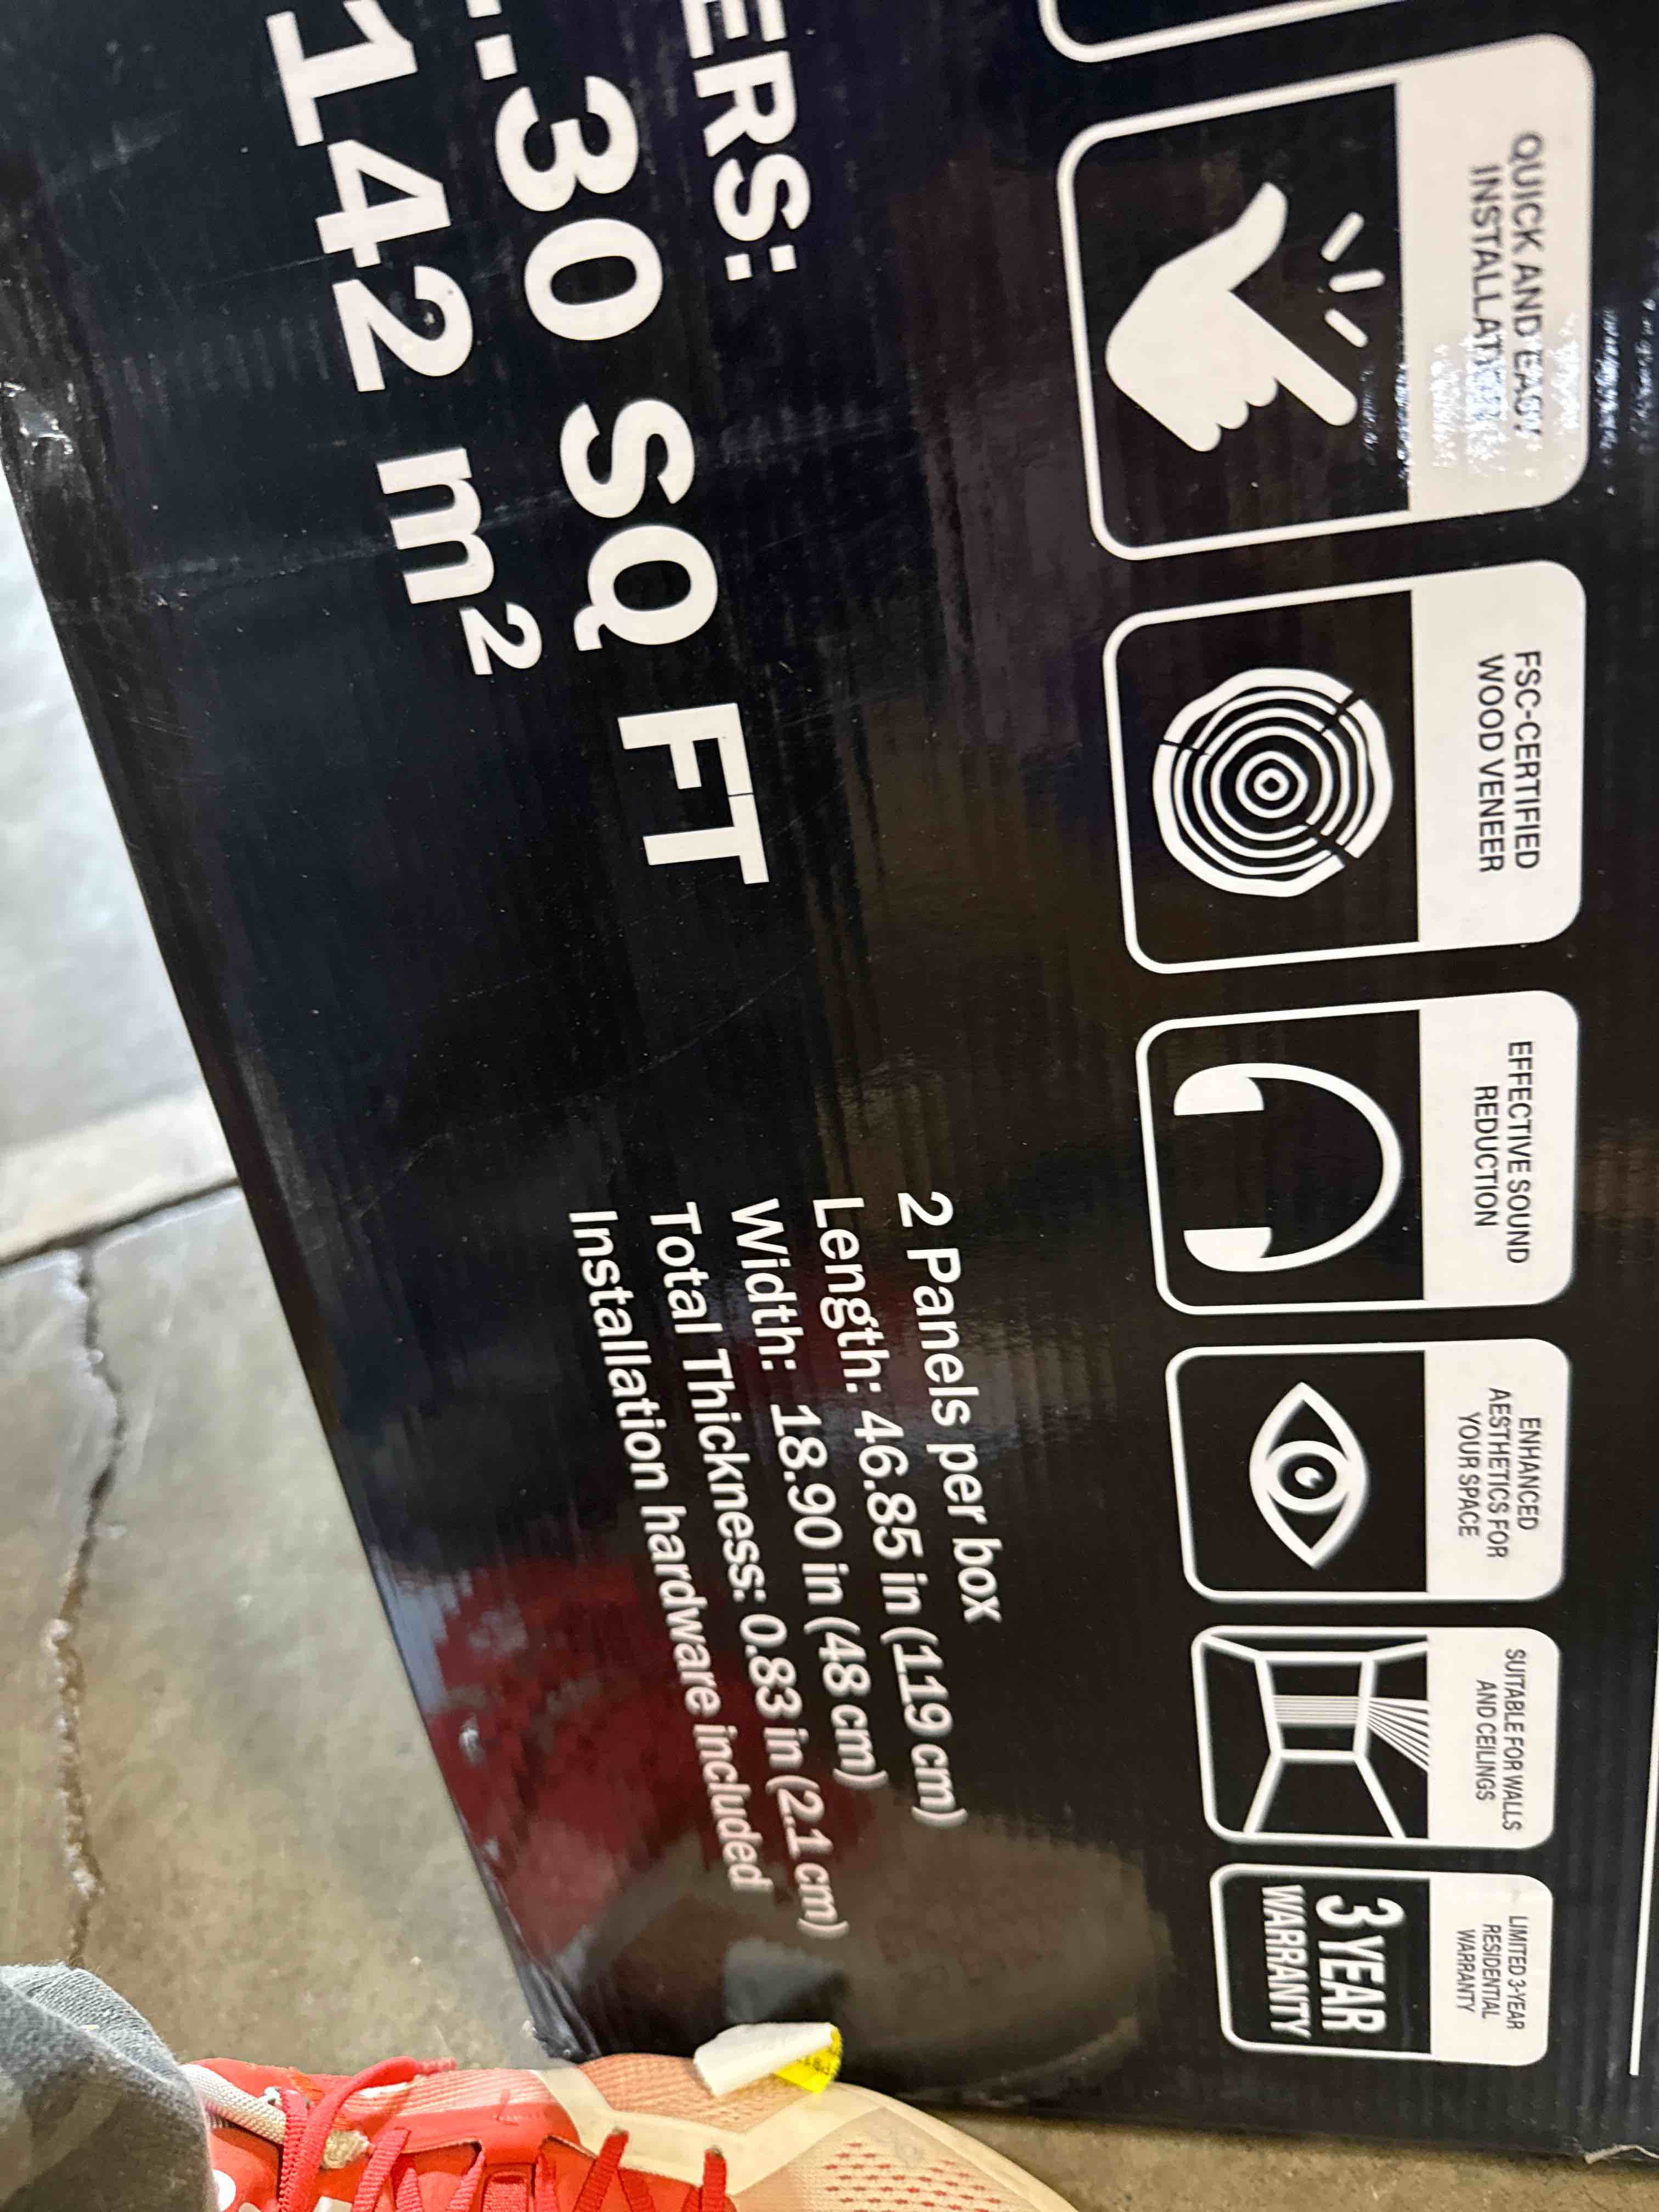 QUICK AND EASY
INSTALLATION
FSC-CERTIFIED
WOOD VENEER
EFFECTIVE SOUND
REDUCTION
ENHANCED
AESTHETICS FOR
YOUR SPACE
SUITABLE FOR WALLS
AND CEILINGS
LIMITED 3-YEAR
RESIDENTIAL
WARRANTY
3 YEAR
WARRANTY
ERS:
.30 SQ FT
142 m²
2 Panels per box
Length: 46.85 in (119 cm)
Width: 18.90 in (48 cm)
Total Thickness: 0.83 in (2.1 cm)
Installation hardware included